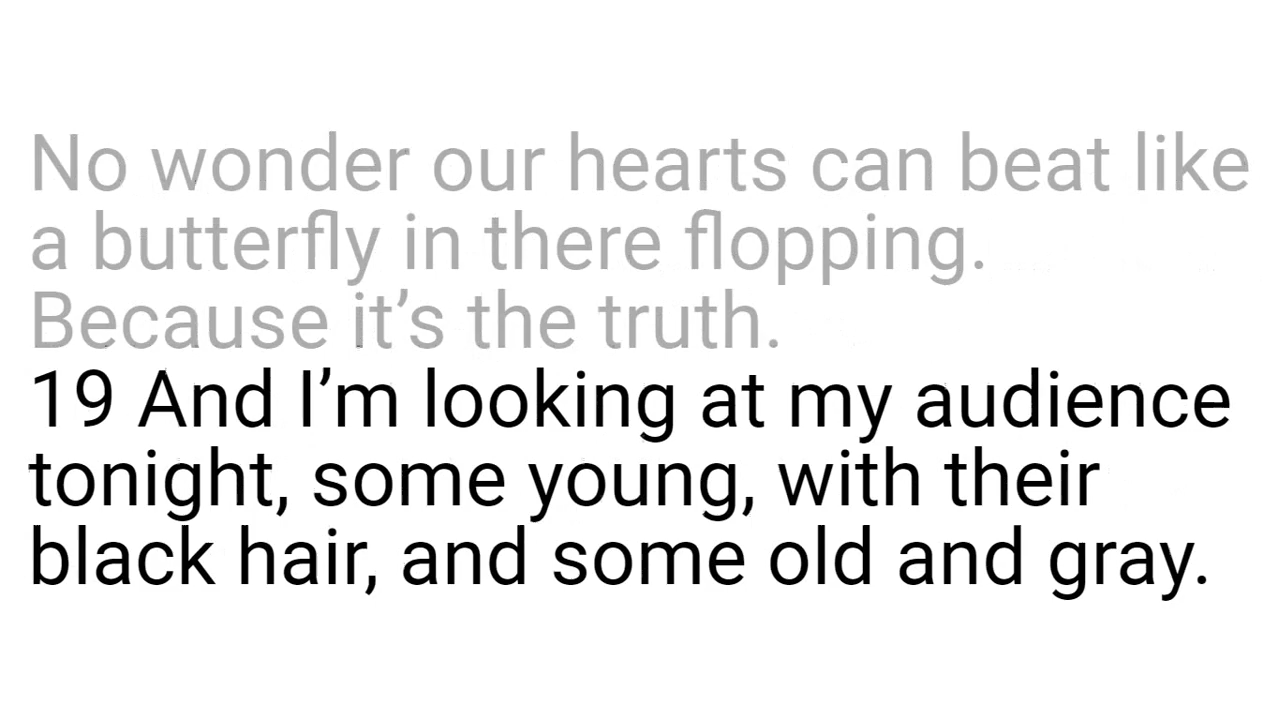 No wonder our hearts can beat like
a butterfly in there flopping.
Because it’s the truth.
19 And I’m looking at my audience
tonight, some young, with their
black hair, and some old and gray.